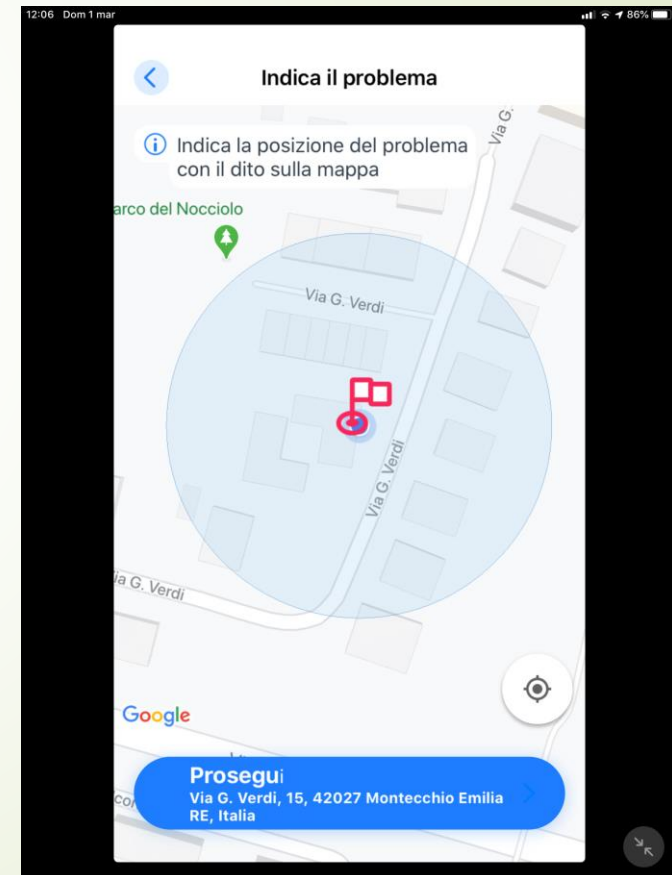 12:06 Dom 1 mar
86%
Indica il problema
Indica la posizione del problema
con il dito sulla mappa
Via G.
arco del Nocciolo
Via G. Verdi
Via G. Verdi
ia G. Verdi
Google
Prosegui
Via G. Verdi, 15, 42027 Montecchio Emilia
RE, Italia